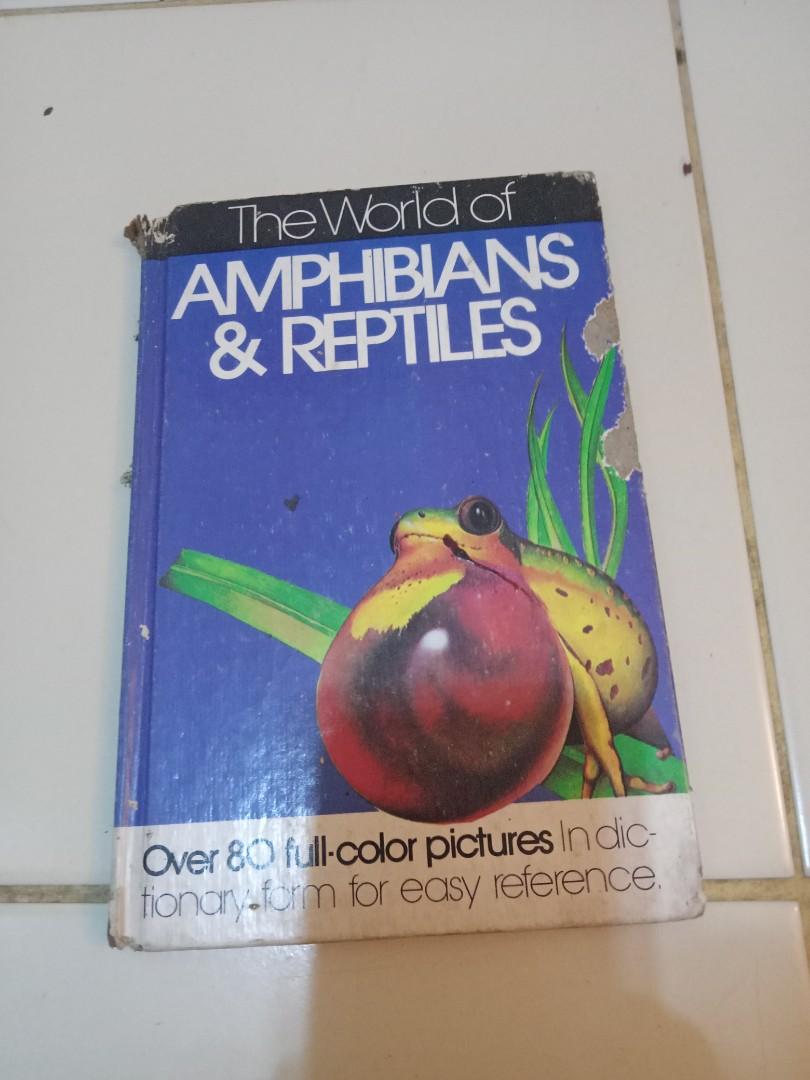 The World of
AMPHIBIANS
& REPTILES
Over 80 full-color pictures In dic-
tionary form for easy reference.